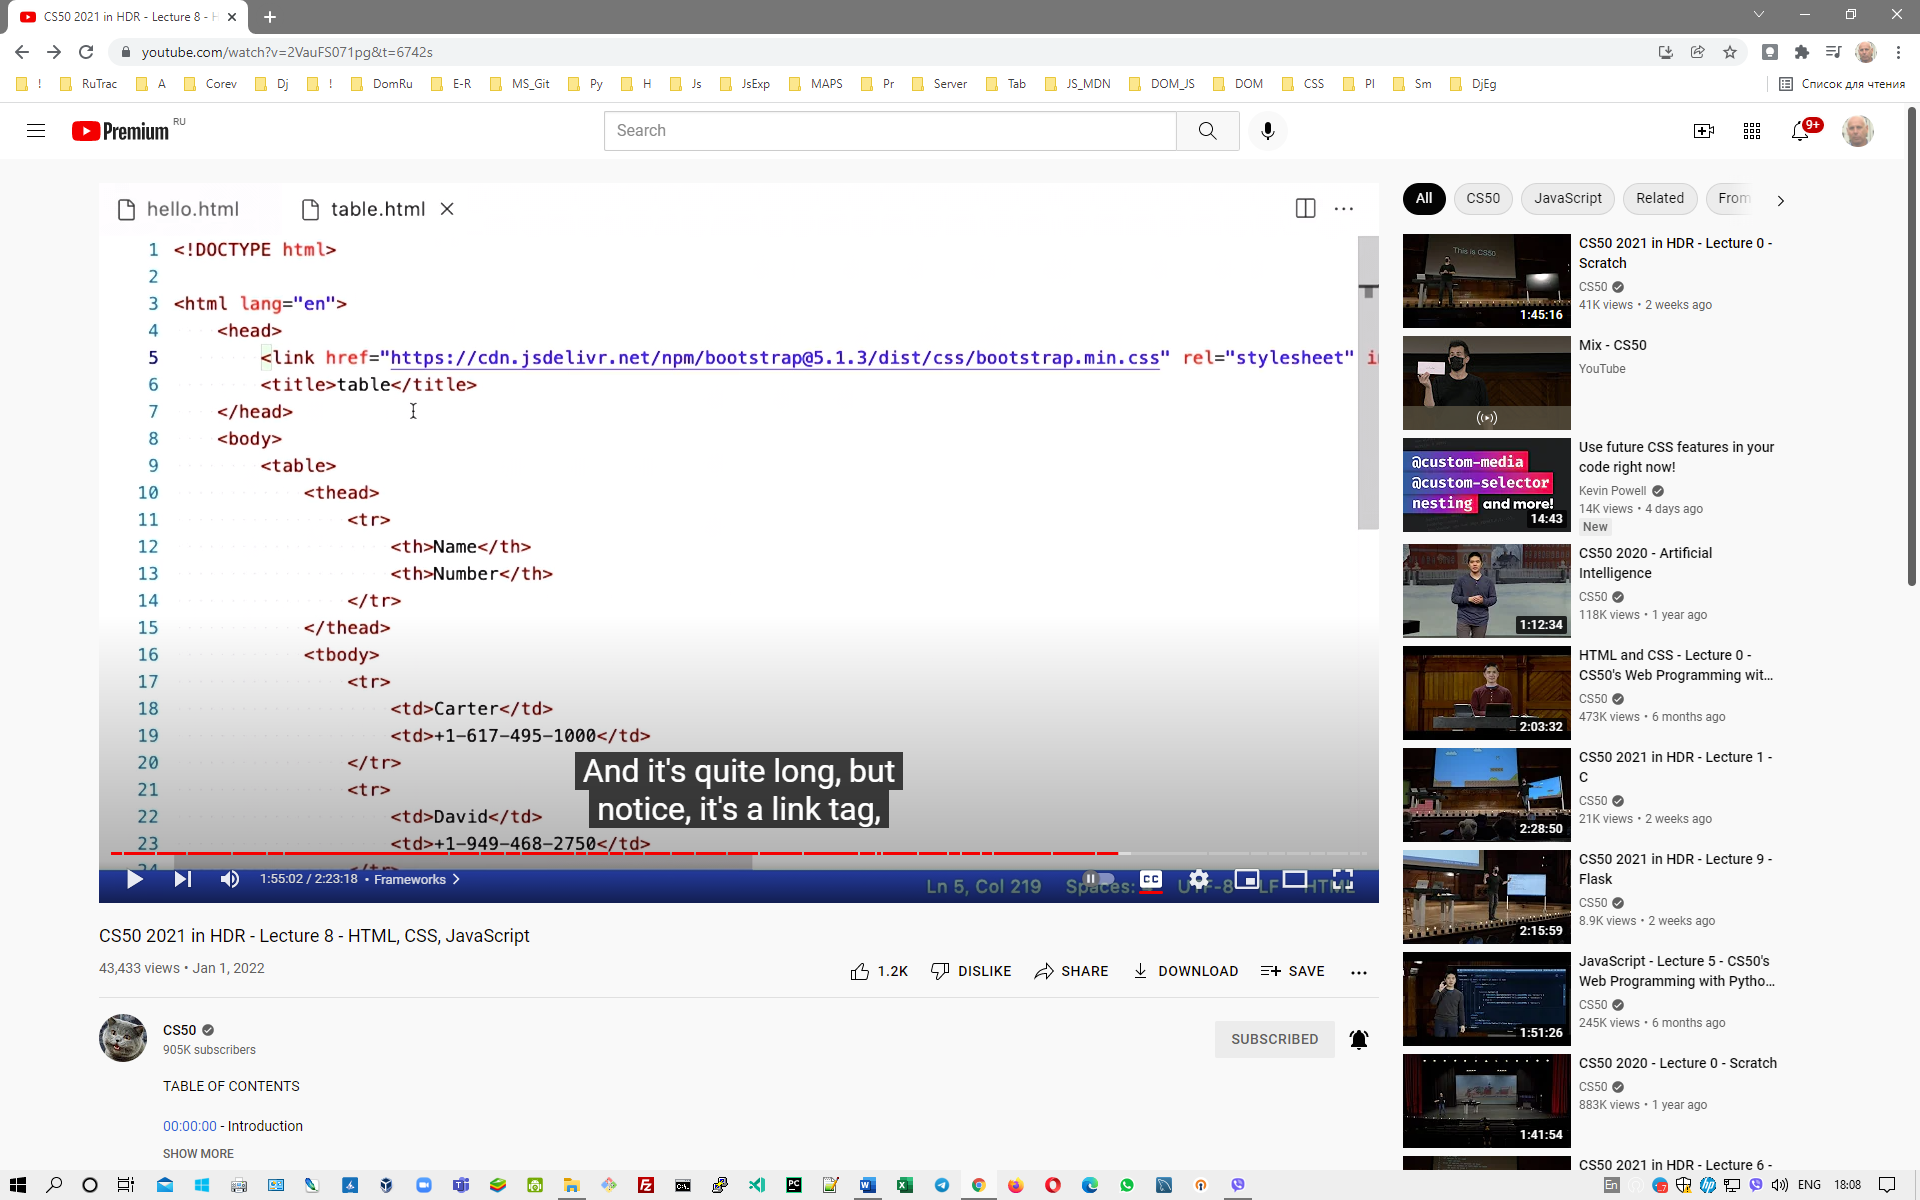 CS50 2021 in HDR - Lecture 8 - H
youtube.com/watch?v=2VauFS071pg&t=6742s
! RuTrac A Corev Dj ! DomRu E-R MS_Git Py H Js JsExp MAPS Pr Server Tab JS_MDN DOM_JS DOM CSS PI Sm DjEg Список для чтения
Premium RU
Search
9+
hello.html table.html
1 <!DOCTYPE html>
2
3 <html lang="en">
4 <head>
5 <link href="https://cdn.jsdelivr.net/npm/bootstrap@5.1.3/dist/css/bootstrap.min.css" rel="stylesheet" in
6 <title>table</title>
7 </head>
8 <body>
9 <table>
10 <thead>
11 <tr>
12 <th>Name</th>
13 <th>Number</th>
14 </tr>
15 </thead>
16 <tbody>
17 <tr>
18 <td>Carter</td>
19 <td>+1-617-495-1000</td>
20 </tr>
21 <tr>
22 <td>David</td>
23 <td>+1-949-468-2750</td>
24 </tr>
And it's quite long, but
notice, it's a link tag,
1:55:02 / 2:23:18 • Frameworks
Ln 5, Col 219 Spaces: UTF-8 LF HTML
CC
CS50 2021 in HDR - Lecture 8 - HTML, CSS, JavaScript
43,433 views • Jan 1, 2022
1.2K DISLIKE SHARE DOWNLOAD SAVE
CS50
905K subscribers
SUBSCRIBED
TABLE OF CONTENTS
00:00:00 - Introduction
SHOW MORE
All CS50 JavaScript Related From
This is CS50
1:45:16
CS50 2021 in HDR - Lecture 0 -
Scratch
CS50
41K views • 2 weeks ago
Mix - CS50
YouTube
@custom-media
@custom-selector
nesting and more!
14:43
Use future CSS features in your
code right now!
Kevin Powell
14K views • 4 days ago
New
1:12:34
CS50 2020 - Artificial
Intelligence
CS50
118K views • 1 year ago
2:03:32
HTML and CSS - Lecture 0 -
CS50's Web Programming wit...
CS50
473K views • 6 months ago
2:28:50
CS50 2021 in HDR - Lecture 1 -
C
CS50
21K views • 2 weeks ago
2:15:59
CS50 2021 in HDR - Lecture 9 -
Flask
CS50
8.9K views • 2 weeks ago
1:51:26
JavaScript - Lecture 5 - CS50's
Web Programming with Pytho...
CS50
245K views • 6 months ago
1:41:54
CS50 2020 - Lecture 0 - Scratch
CS50
883K views • 1 year ago
CS50 2021 in HDR - Lecture 6 -
En
ENG 18:08